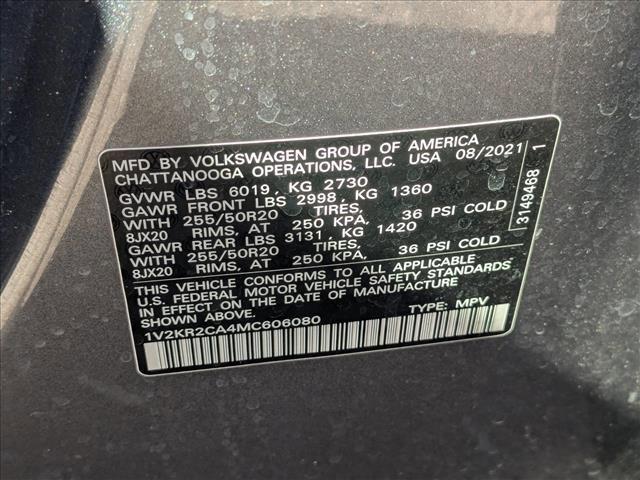 MFD BY VOLKSWAGEN GROUP OF AMERICA
CHATTANOOGA OPERATIONS, LLC. USA 08/2021
GVWR LBS 6019, KG 2730
GAWR FRONT LBS 2998, KG 1360
WITH 255/50R20 TIRES,
8JX20 RIMS, AT 250 KPA, 36 PSI COLD
GAWR REAR LBS 3131, KG 1420
WITH 255/50R20 TIRES,
8JX20 RIMS, AT 250 KPA, 36 PSI COLD
THIS VEHICLE CONFORMS TO ALL APPLICABLE
U.S. FEDERAL MOTOR VEHICLE SAFETY STANDARDS
IN EFFECT ON THE DATE OF MANUFACTURE
SHOWN ABOVE.
1V2KR2CA4MC606080 TYPE: MPV
3149468 1